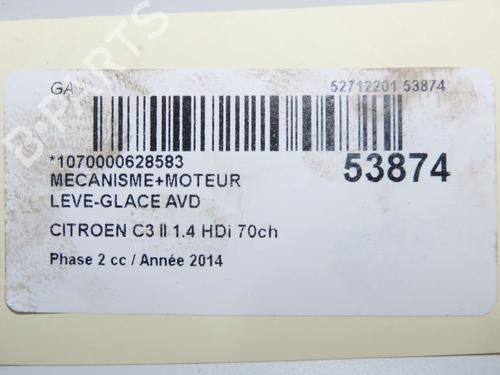 GA
52712201 53874
*1070000628583
53874
MECANISME+MOTEUR
LEVE-GLACE AVD
CITROEN C3 II 1.4 HDi 70ch
Phase 2 cc / Année 2014
B-PARTS